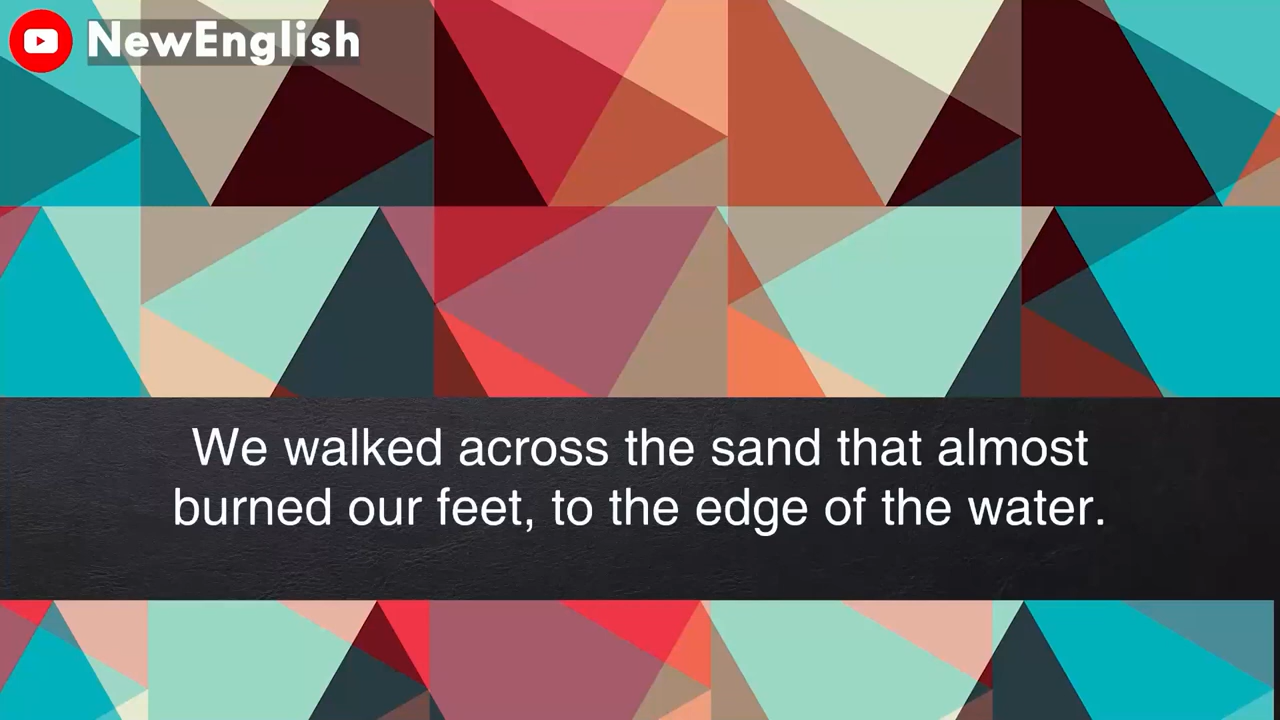 NewEnglish
We walked across the sand that almost
burned our feet, to the edge of the water.